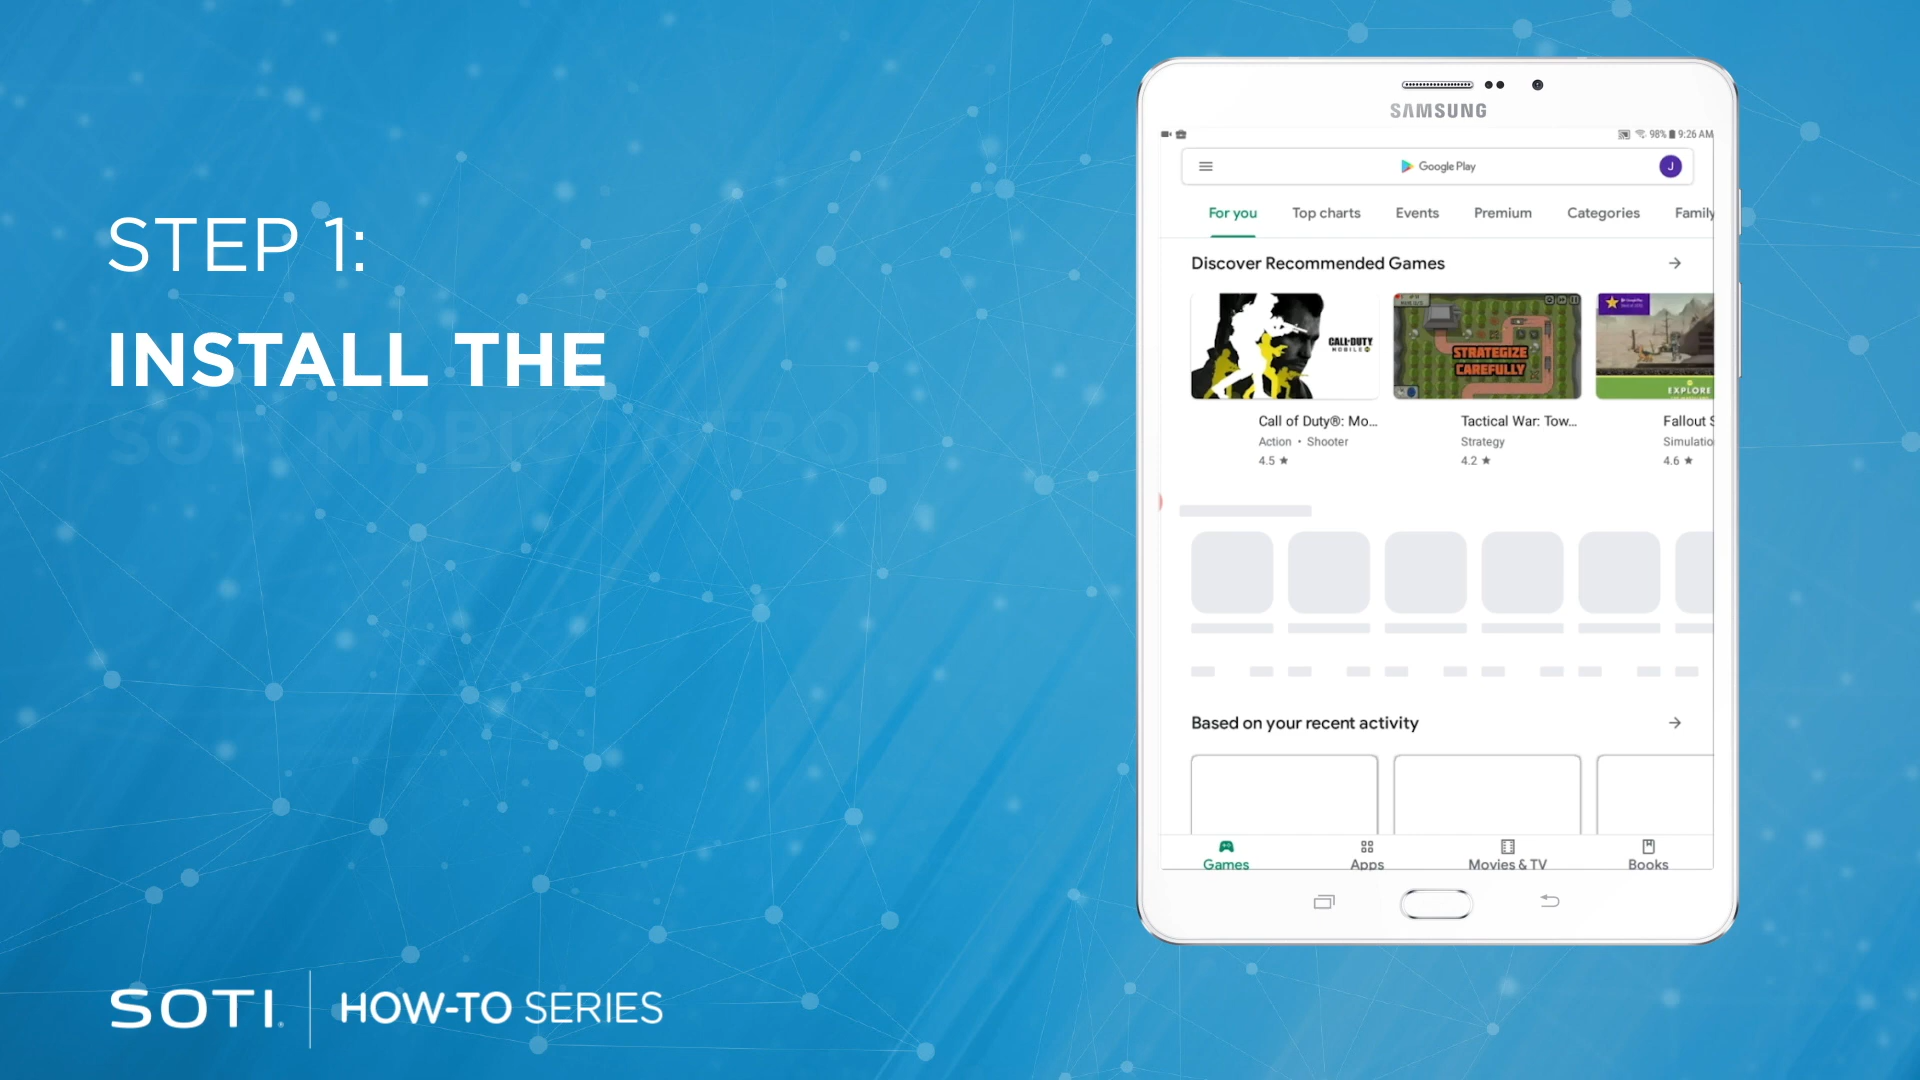 STEP 1:
INSTALL THE
SOTI MOBICONTROL
SOTI
HOW-TO SERIES
SAMSUNG
98% 9:26 AM
Google Play
J
For you Top charts Events Premium Categories Family
Discover Recommended Games
CALL OF DUTY
MOBILE
STRATEGIZE
CAREFULLY
EXPLORE
Call of Duty®: Mo... Tactical War: Tow... Fallout S
Action • Shooter Strategy Simulatio
4.5 ★ 4.2 ★ 4.6 ★
Based on your recent activity
Games Apps Movies & TV Books